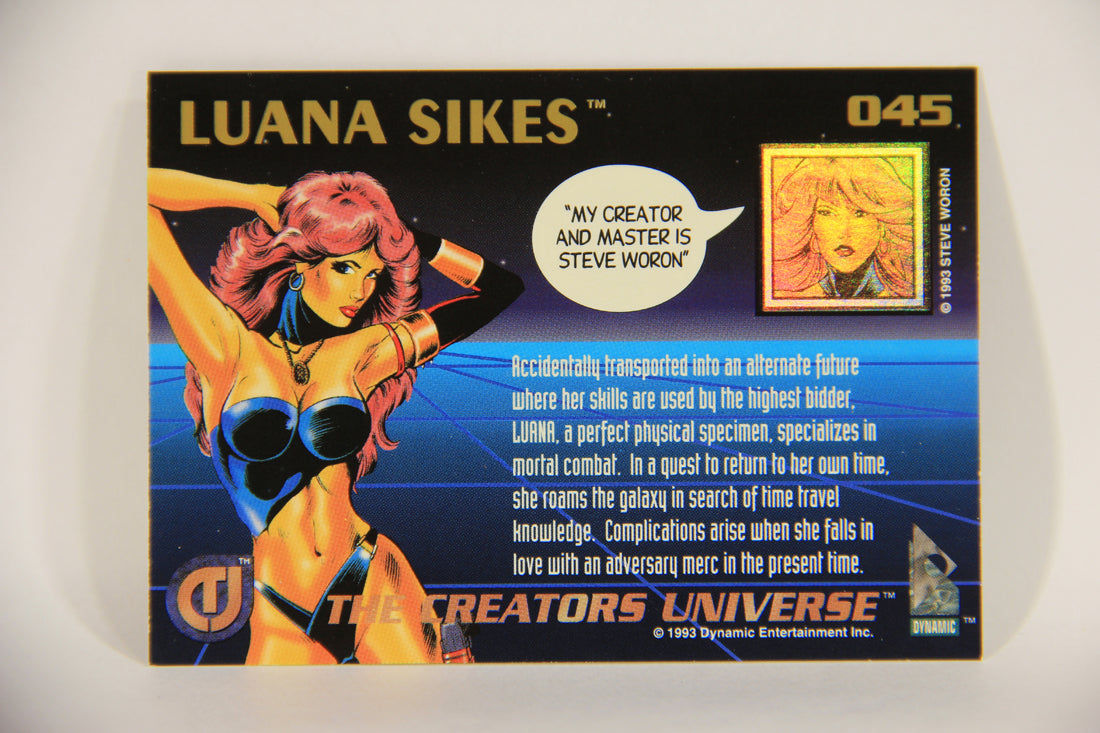 LUANA SIKES™
045
"MY CREATOR
AND MASTER IS
STEVE WORON"
© 1993 STEVE WORON
Accidentally transported into an alternate future
where her skills are used by the highest bidder,
LUANA, a perfect physical specimen, specializes in
mortal combat. In a quest to return to her own time,
she roams the galaxy in search of time travel
knowledge. Complications arise when she falls in
love with an adversary merc in the present time.
TM
THE CREATORS UNIVERSE™
© 1993 Dynamic Entertainment Inc.
DYNAMIC™